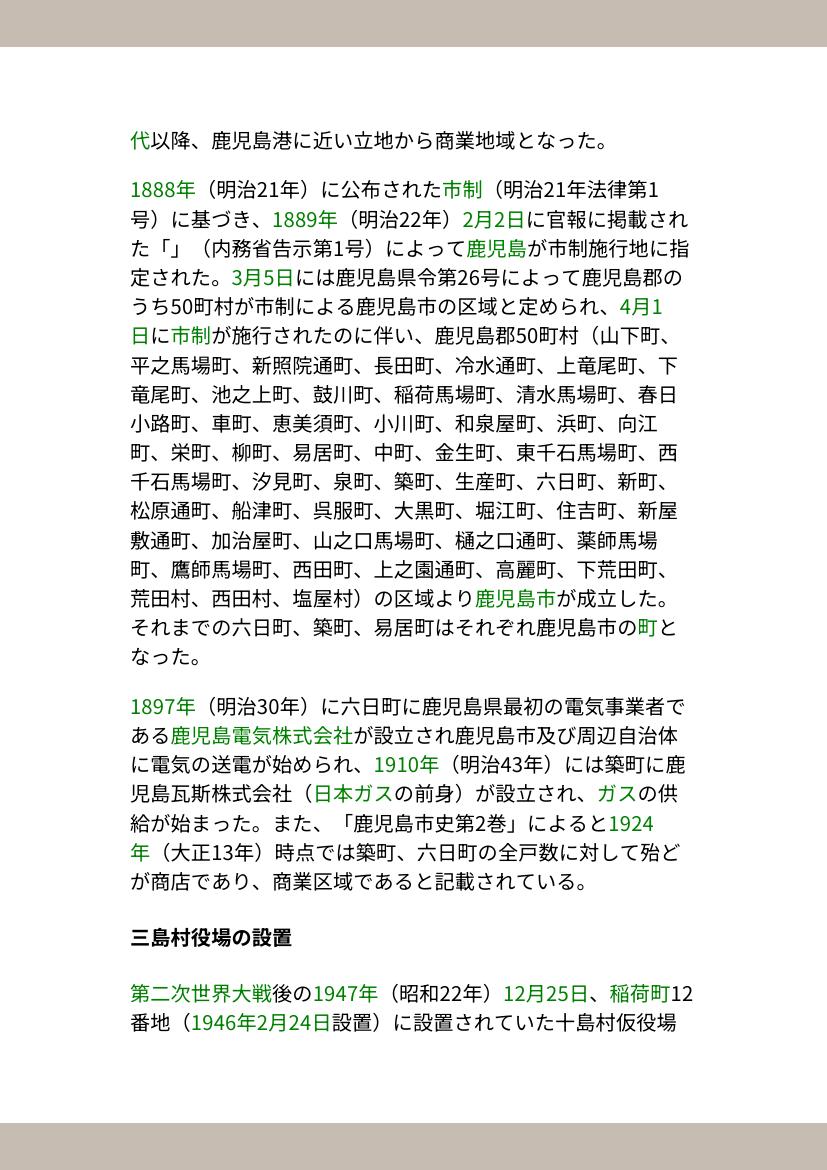 代以降、鹿児島港に近い立地から商業地域となった。
1888年（明治21年）に公布された市制（明治21年法律第1
号）に基づき、1889年（明治22年）2月2日に官報に掲載され
た「」（内務省告示第1号）によって鹿児島が市制施行地に指
定された。3月5日には鹿児島県令第26号によって鹿児島郡の
うち50町村が市制による鹿児島市の区域と定められ、4月1
日に市制が施行されたのに伴い、鹿児島郡50町村（山下町、
平之馬場町、新照院通町、長田町、冷水通町、上竜尾町、下
竜尾町、池之上町、鼓川町、稲荷馬場町、清水馬場町、春日
小路町、車町、恵美須町、小川町、和泉屋町、浜町、向江
町、栄町、柳町、易居町、中町、金生町、東千石馬場町、西
千石馬場町、汐見町、泉町、築町、生産町、六日町、新町、
松原通町、船津町、呉服町、大黒町、堀江町、住吉町、新屋
敷通町、加治屋町、山之口馬場町、樋之口通町、薬師馬場
町、鷹師馬場町、西田町、上之園通町、高麗町、下荒田町、
荒田村、西田村、塩屋村）の区域より鹿児島市が成立した。
それまでの六日町、築町、易居町はそれぞれ鹿児島市の町と
なった。
1897年（明治30年）に六日町に鹿児島県最初の電気事業者で
ある鹿児島電気株式会社が設立され鹿児島市及び周辺自治体
に電気の送電が始められ、1910年（明治43年）には築町に鹿
児島瓦斯株式会社（日本ガスの前身）が設立され、ガスの供
給が始まった。また、「鹿児島市史第2巻」によると1924
年（大正13年）時点では築町、六日町の全戸数に対して殆ど
が商店であり、商業区域であると記載されている。
三島村役場の設置
第二次世界大戦後の1947年（昭和22年）12月25日、稲荷町12
番地（1946年2月24日設置）に設置されていた十島村仮役場